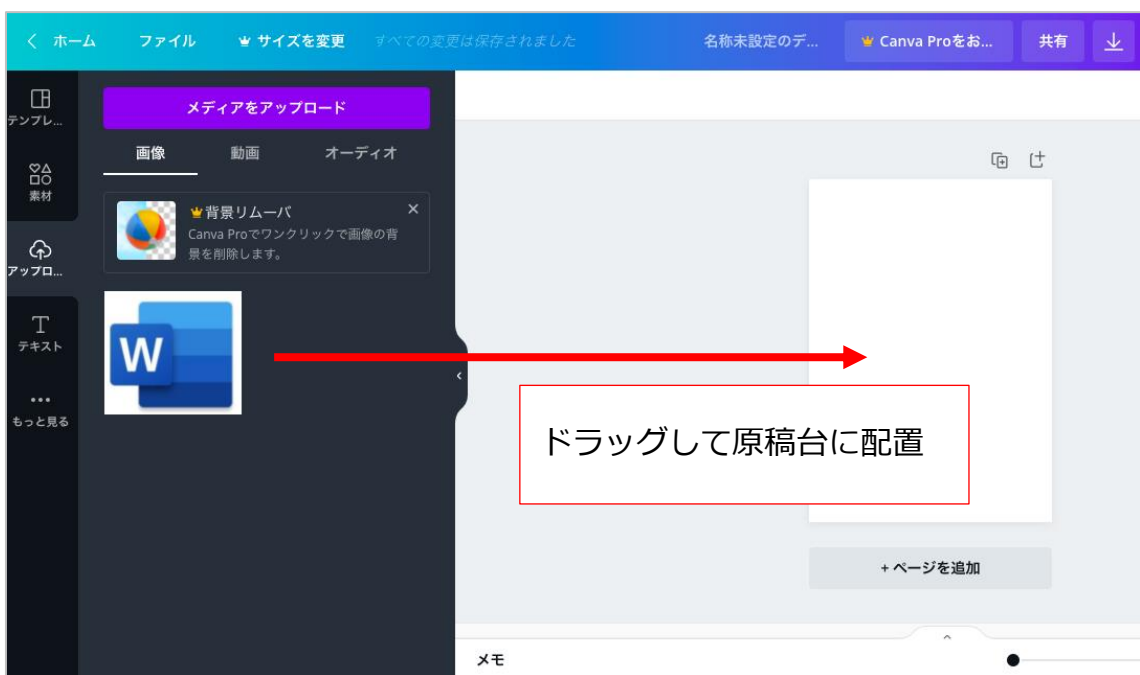 ホーム ファイル サイズを変更 すべての変更は保存されました 名称未設定のデ... Canva Proをお... 共有
テンプレ...
素材
アップロ...
テキスト
もっと見る
メディアをアップロード
画像 動画 オーディオ
背景リムーバ
Canva Proでワンクリックで画像の背
景を削除します。
W
ドラッグして原稿台に配置
+ ページを追加
メモ